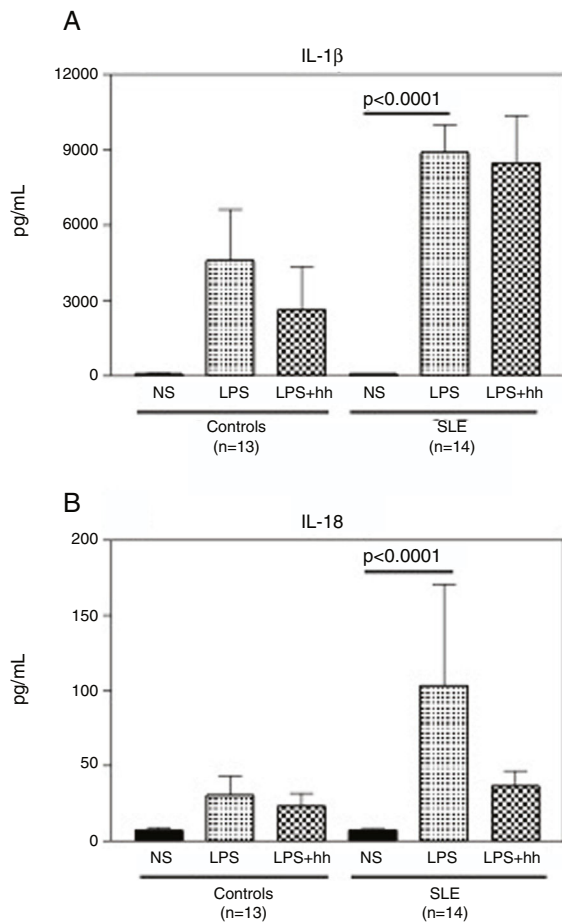 A
IL-1β
12000
p<0.0001
9000
pg/mL
6000
3000
0
NS LPS LPS+hh NS LPS LPS+hh
Controls SLE
(n=13) (n=14)
B
IL-18
200
p<0.0001
150
pg/mL
100
50
0
NS LPS LPS+hh NS LPS LPS+hh
Controls SLE
(n=13) (n=14)